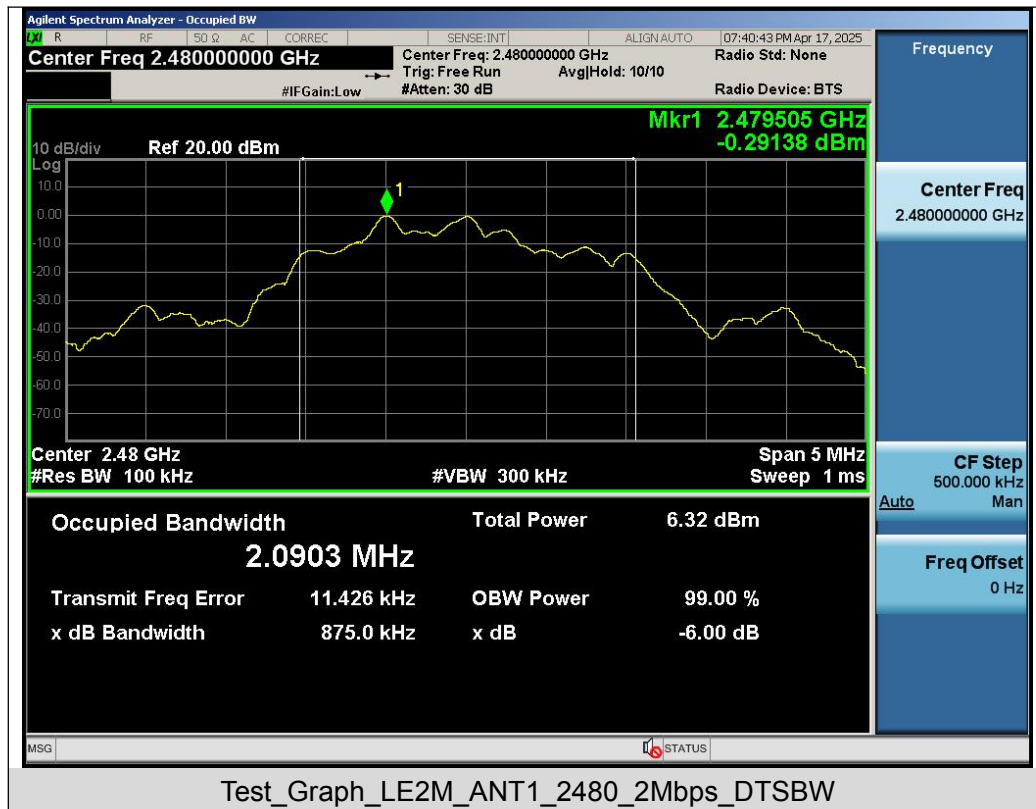 Agilent Spectrum Analyzer - Occupied BW
LXI R RF 50 Ω AC CORREC SENSE:INT ALIGN AUTO 07:40:43 PM Apr 17, 2025
Center Freq 2.480000000 GHz
Center Freq: 2.480000000 GHz
Radio Std: None
Trig: Free Run Avg|Hold: 10/10
#IFGain:Low
#Atten: 30 dB
Radio Device: BTS
Frequency
Mkr1 2.479505 GHz
-0.29138 dBm
10 dB/div Ref 20.00 dBm
Log
10.0
0.00
-10.0
-20.0
-30.0
-40.0
-50.0
-60.0
-70.0
1
Center 2.48 GHz
Span 5 MHz
#Res BW 100 kHz
#VBW 300 kHz
Sweep 1 ms
Center Freq
2.480000000 GHz
CF Step
500.000 kHz
Auto Man
Freq Offset
0 Hz
Occupied Bandwidth
2.0903 MHz
Total Power 6.32 dBm
Transmit Freq Error 11.426 kHz
OBW Power 99.00 %
x dB Bandwidth 875.0 kHz
x dB -6.00 dB
MSG
STATUS
Test_Graph_LE2M_ANT1_2480_2Mbps_DTSBW